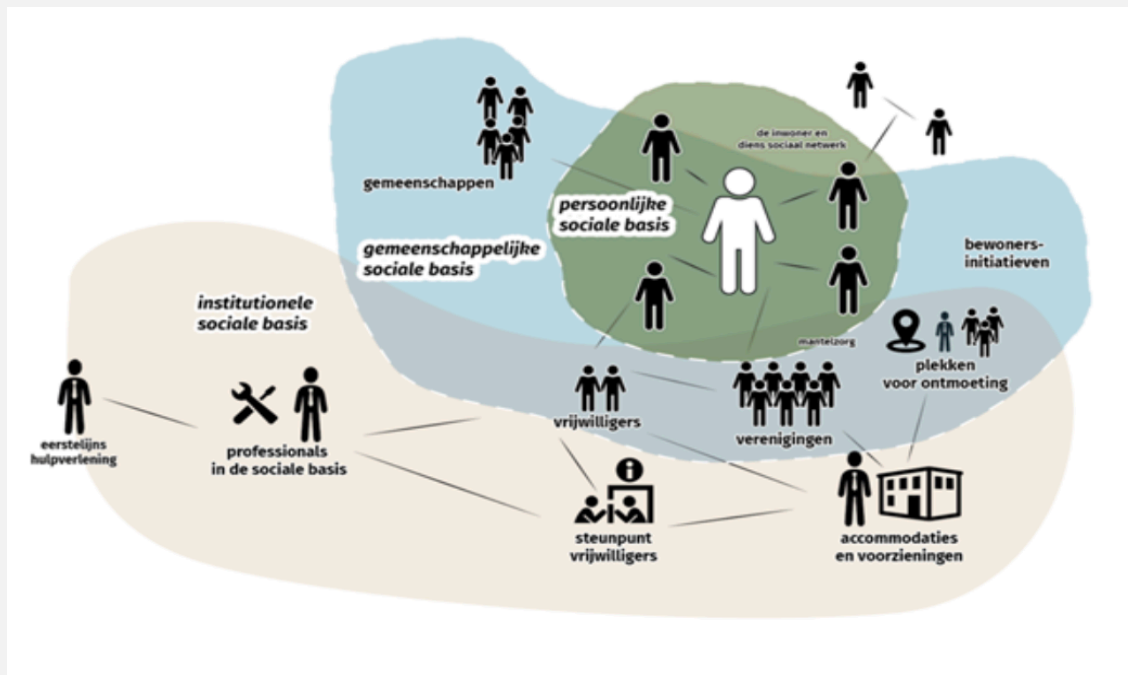 de inwoner en
diens sociaal netwerk
gemeenschappen
persoonlijke
sociale basis
gemeenschappelijke
sociale basis
bewoners-
initiatieven
institutionele
sociale basis
mantelzorg
plekken
voor ontmoeting
vrijwilligers
verenigingen
eerstelijns
hulpverlening
professionals
in de sociale basis
steunpunt
vrijwilligers
accommodaties
en voorzieningen